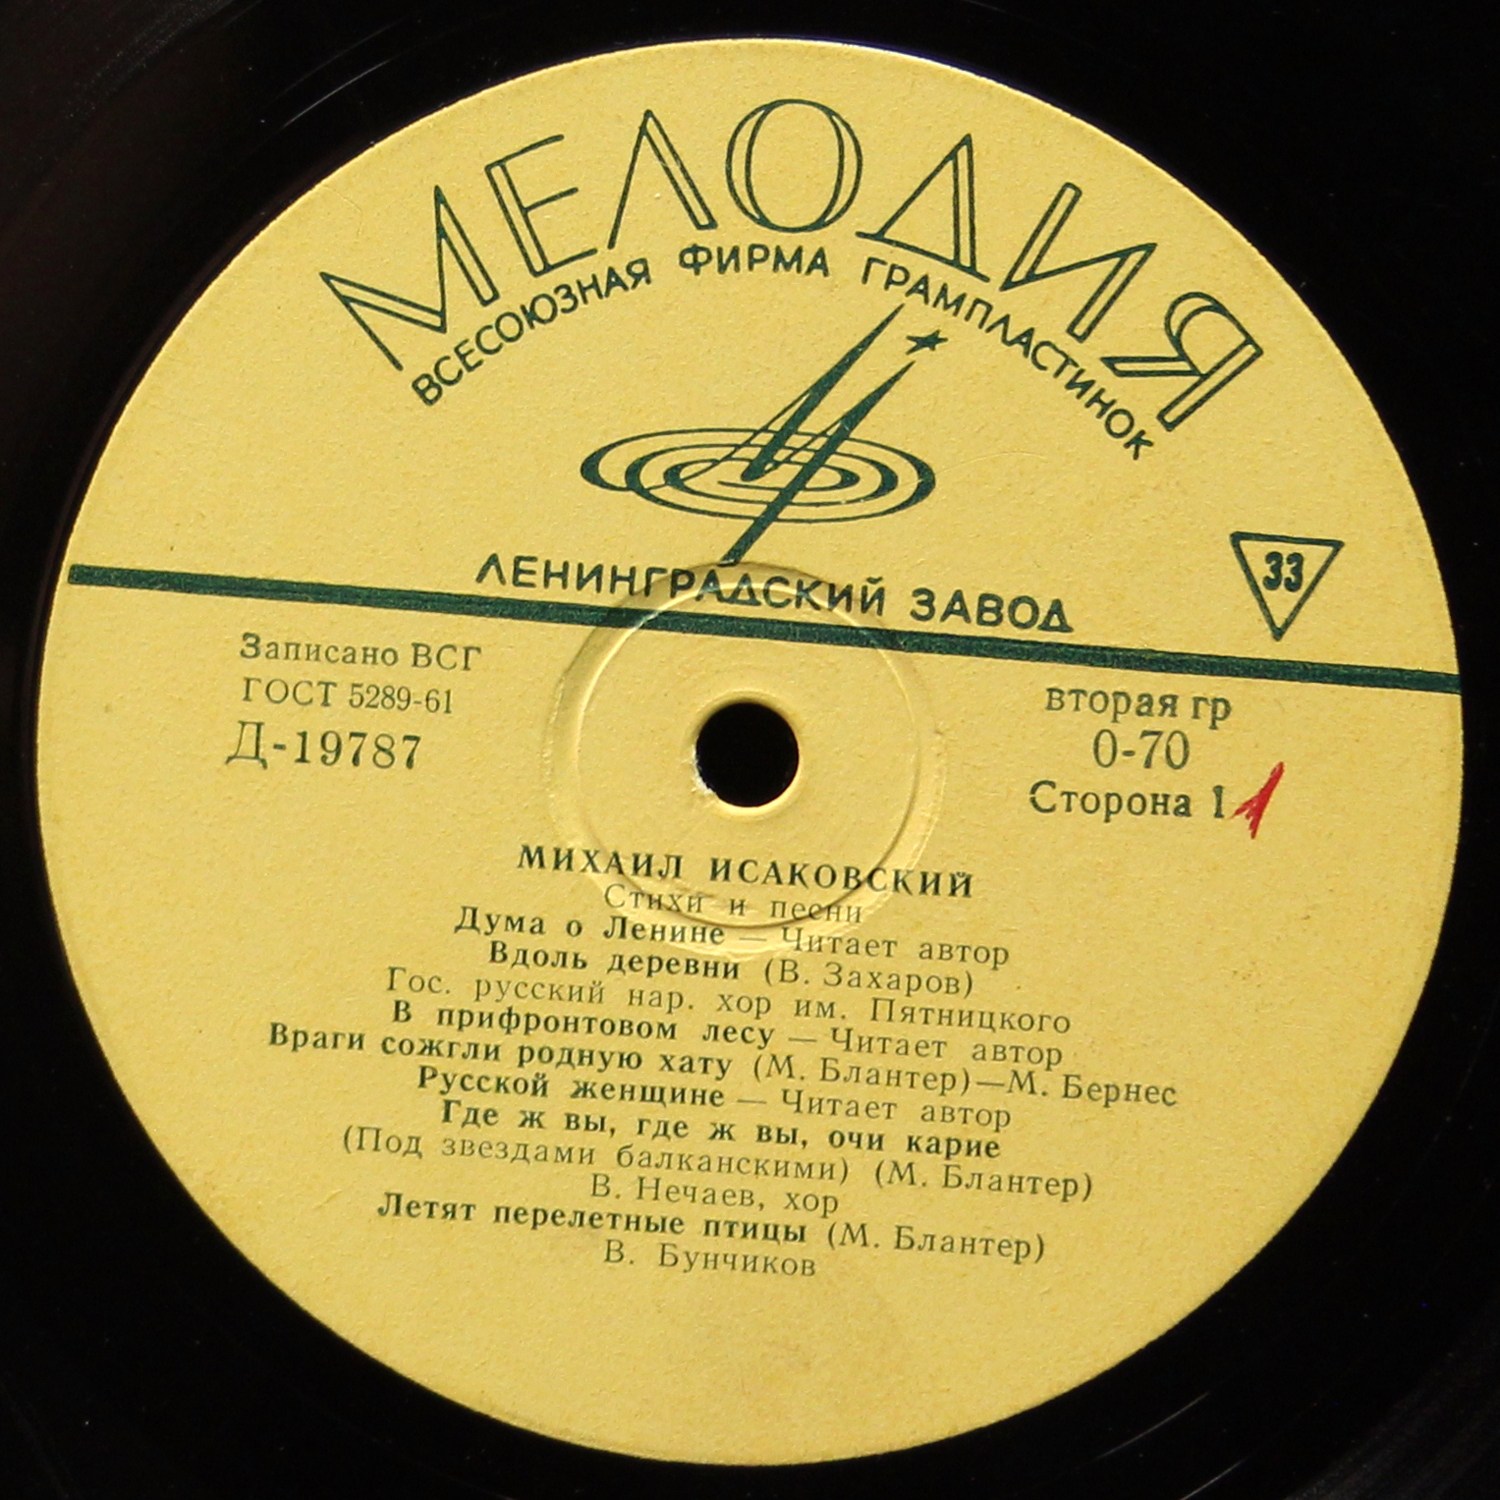 МЕЛОДИЯ
ВСЕСОЮЗНАЯ ФИРМА ГРАМПЛАСТИНОК
ЛЕНИНГРАДСКИЙ ЗАВОД
33
Записано ВСГ
ГОСТ 5289-61
Д-19787
вторая гр
0-70
Сторона 1
1
МИХАИЛ ИСАКОВСКИЙ
Стихи и песни
Дума о Ленине — Читает автор
Вдоль деревни (В. Захаров)
Гос. русский нар. хор им. Пятницкого
В прифронтовом лесу — Читает автор
Враги сожгли родную хату (М. Блантер)—М. Бернес
Русской женщине — Читает автор
Где ж вы, где ж вы, очи карие
(Под звездами балканскими) (М. Блантер)
В. Нечаев, хор
Летят перелетные птицы (М. Блантер)
В. Бунчиков